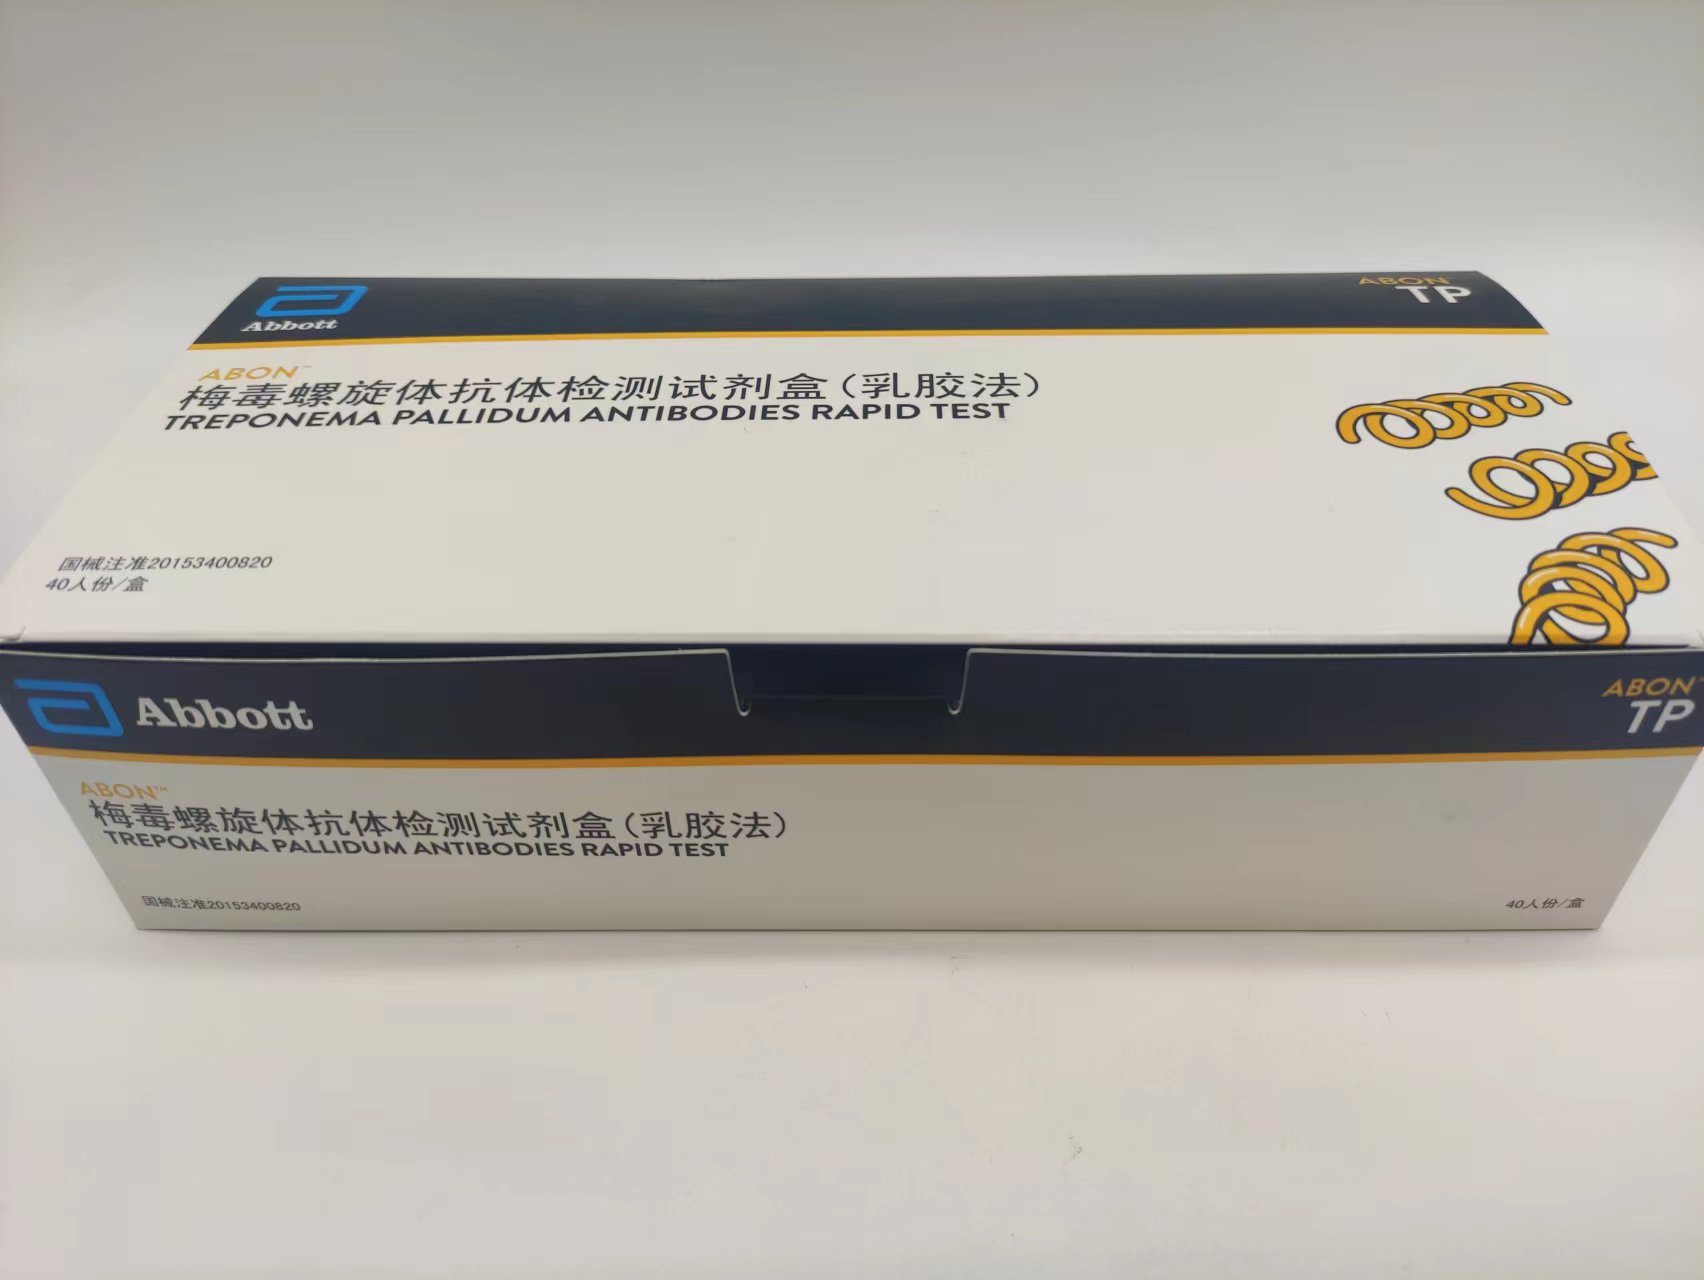 Abbott
ABON™
TP
ABON™
梅毒螺旋体抗体检测试剂盒(乳胶法)
TREPONEMA PALLIDUM ANTIBODIES RAPID TEST
国械注准20153400820
40人份/盒
Abbott
ABON™
TP
ABON™
梅毒螺旋体抗体检测试剂盒(乳胶法)
TREPONEMA PALLIDUM ANTIBODIES RAPID TEST
国械注准20153400820
40人份/盒